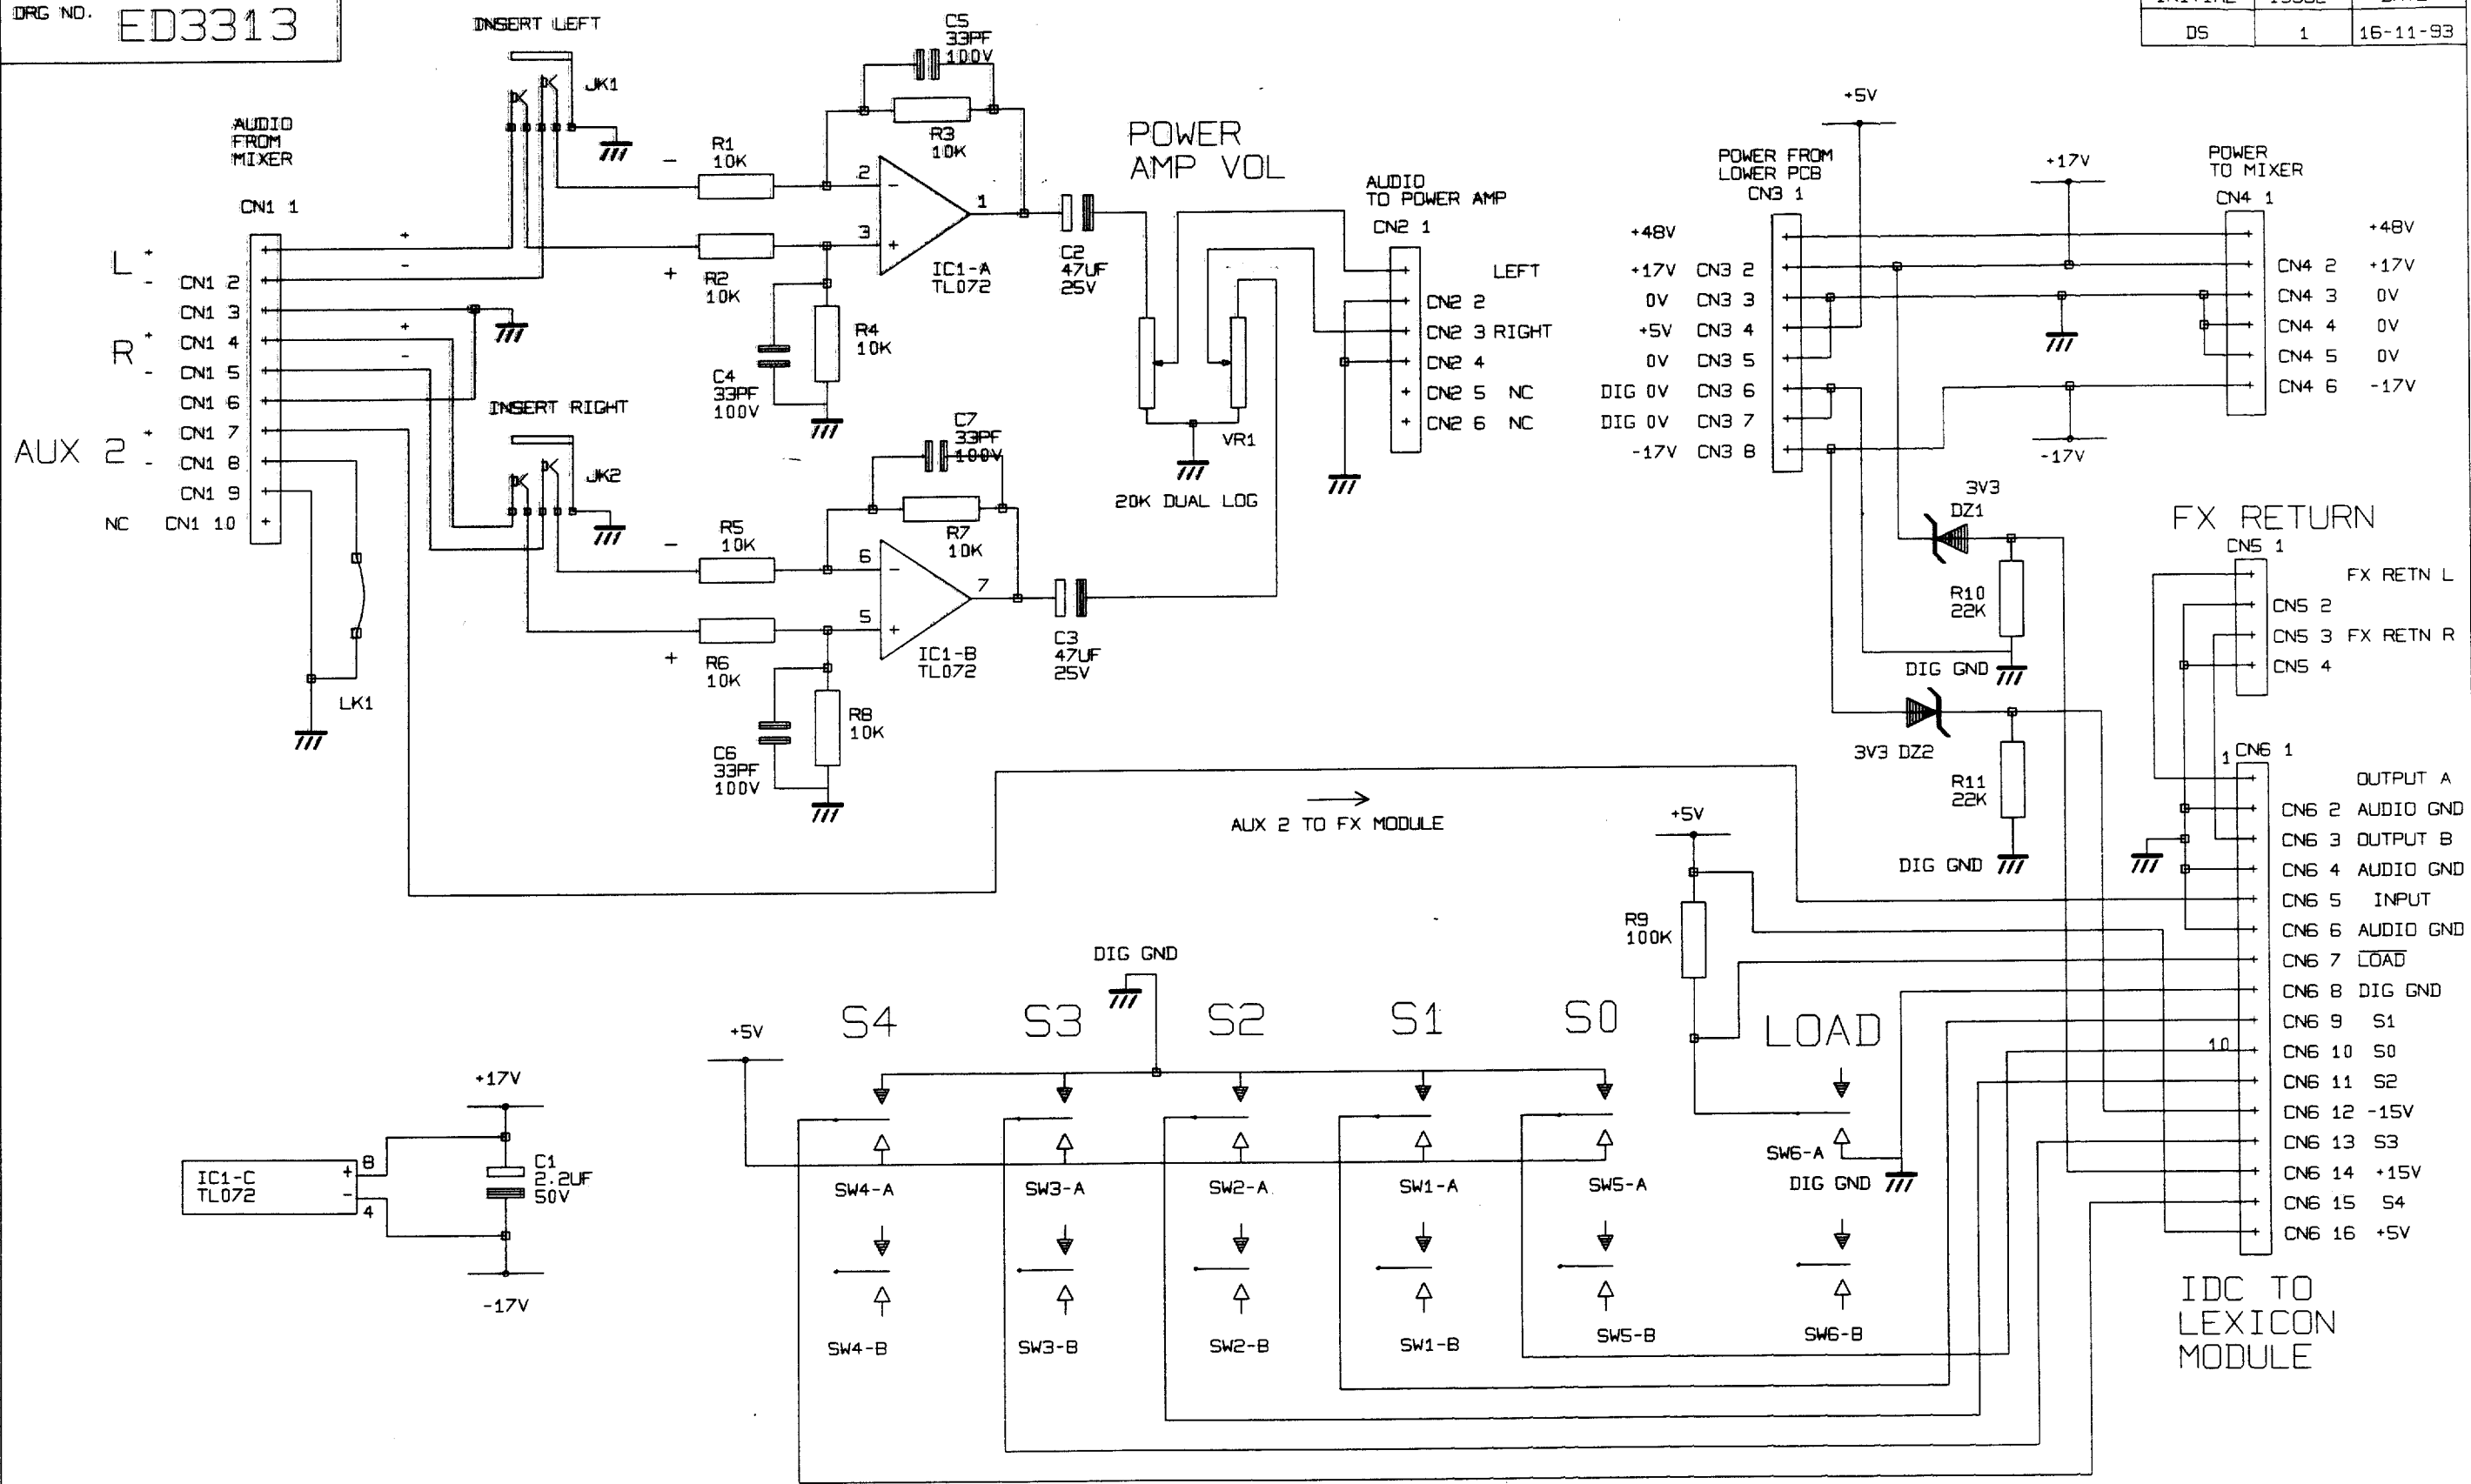 DRG NO. ED3313
DS 1 16-11-93
INSERT LEFT
JK1
AUDIO
FROM
MIXER
CN1 1
L + -
CN1 2
CN1 3
R + -
CN1 4
CN1 5
CN1 6
AUX 2 + -
CN1 7
CN1 8
CN1 9
NC CN1 10
+
-
+
-
LK1
INSERT RIGHT
JK2
-
R1
10K
+
R2
10K
C5
33PF
100V
R3
10K
2
3
1
-
+
IC1-A
TL072
C4
33PF
100V
R4
10K
C2
47UF
25V
-
R5
10K
+
R6
10K
C7
33PF
100V
R7
10K
6
5
7
-
+
IC1-B
TL072
C6
33PF
100V
R8
10K
C3
47UF
25V
POWER
AMP VOL
VR1
20K DUAL LOG
AUDIO
TO POWER AMP
CN2 1
LEFT
CN2 2
CN2 3 RIGHT
CN2 4
CN2 5 NC
CN2 6 NC
+5V
POWER FROM
LOWER PCB
CN3 1
+48V
+17V CN3 2
0V CN3 3
+5V CN3 4
0V CN3 5
DIG 0V CN3 6
DIG 0V CN3 7
-17V CN3 8
+17V
-17V
POWER
TO MIXER
CN4 1
+48V
CN4 2 +17V
CN4 3 0V
CN4 4 0V
CN4 5 0V
CN4 6 -17V
3V3
DZ1
R10
22K
DIG GND
3V3 DZ2
R11
22K
DIG GND
FX RETURN
CN5 1
FX RETN L
CN5 2
CN5 3 FX RETN R
CN5 4
AUX 2 TO FX MODULE
+5V
R9
100K
1
CN6 1
OUTPUT A
CN6 2 AUDIO GND
CN6 3 OUTPUT B
CN6 4 AUDIO GND
CN6 5 INPUT
CN6 6 AUDIO GND
CN6 7 LOAD
CN6 8 DIG GND
CN6 9 S1
10
CN6 10 S0
CN6 11 S2
CN6 12 -15V
CN6 13 S3
CN6 14 +15V
CN6 15 S4
CN6 16 +5V
IDC TO
LEXICON
MODULE
DIG GND
+5V
S4 S3 S2 S1 S0 LOAD
SW4-A SW3-A SW2-A SW1-A SW5-A SW6-A
DIG GND
SW4-B SW3-B SW2-B SW1-B SW5-B SW6-B
+17V
IC1-C
TL072
+ 8
- 4
C1
2.2UF
50V
-17V